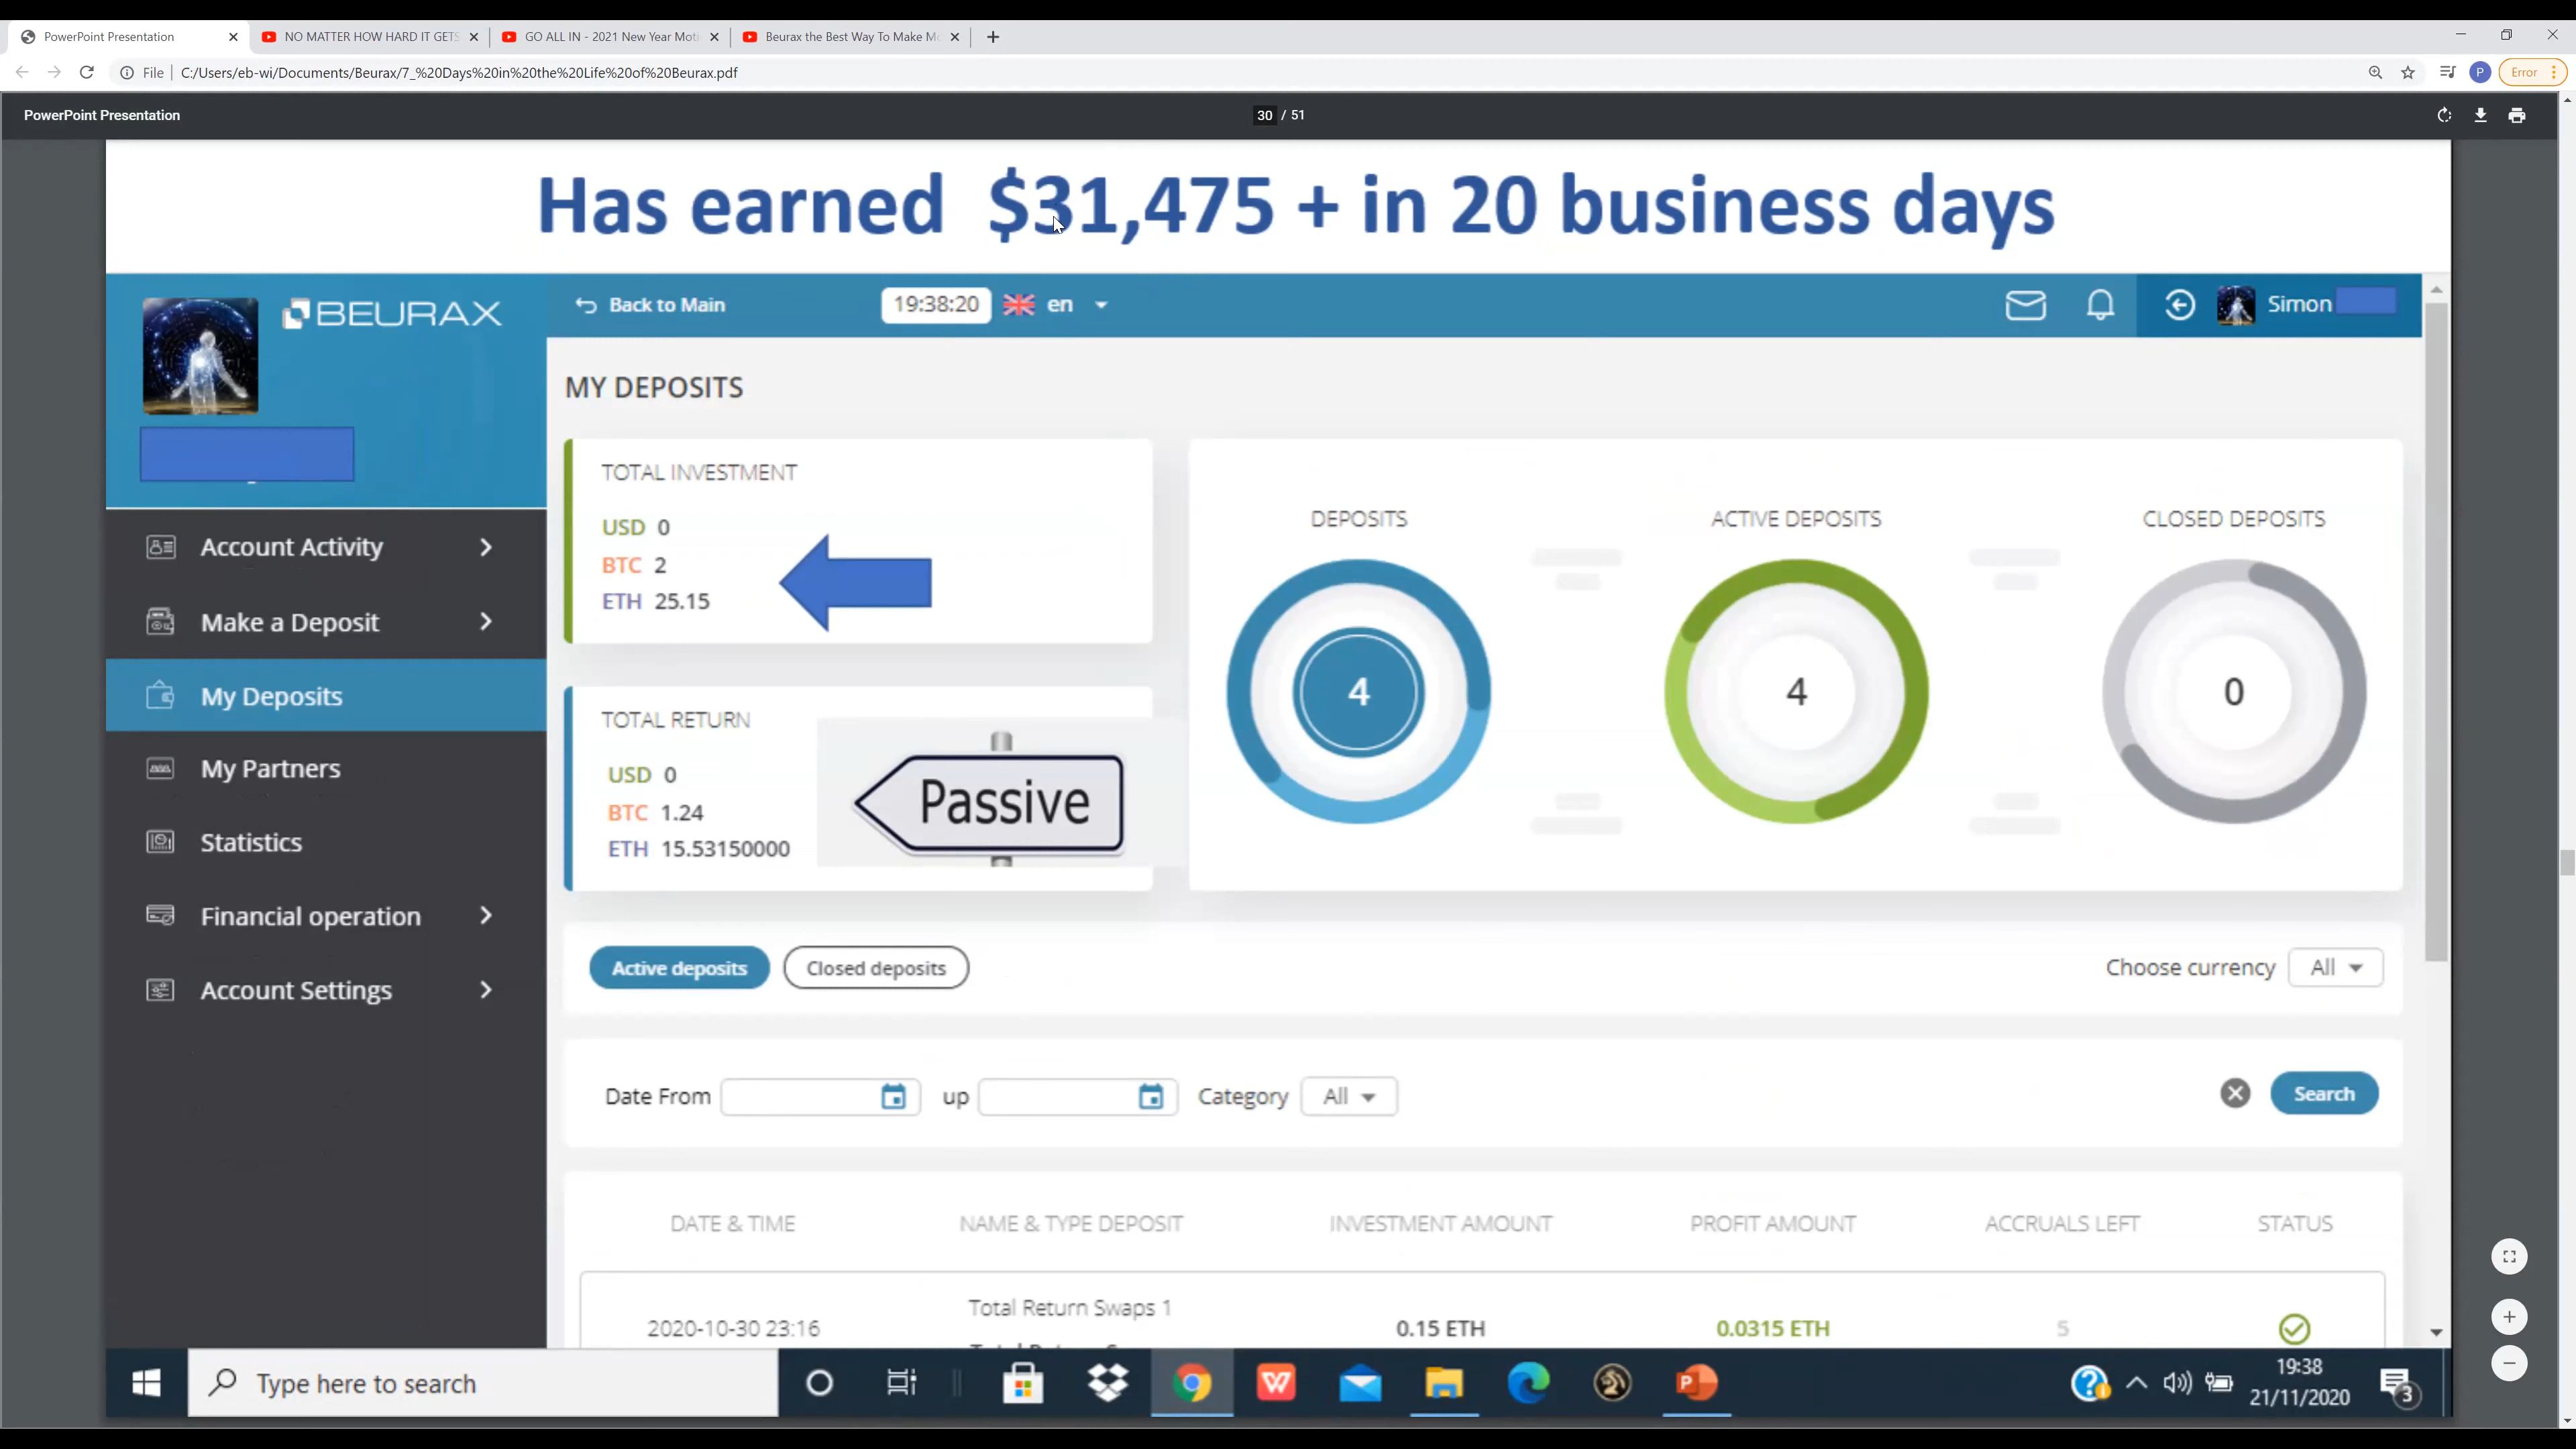 PowerPoint Presentation
NO MATTER HOW HARD IT GETS
GO ALL IN - 2021 New Year Moti
Beurax the Best Way To Make Mo
File
C:/Users/eb-wi/Documents/Beurax/7_%20Days%20in%20the%20Life%20of%20Beurax.pdf
P
Error
PowerPoint Presentation
30 / 51
Has earned $31,475 + in 20 business days
BEURAX
Back to Main
19:38:20
en
Simon
Account Activity
Make a Deposit
My Deposits
My Partners
Statistics
Financial operation
Account Settings
MY DEPOSITS
TOTAL INVESTMENT
USD 0
BTC 2
ETH 25.15
TOTAL RETURN
USD 0
BTC 1.24
ETH 15.53150000
Passive
DEPOSITS
4
ACTIVE DEPOSITS
4
CLOSED DEPOSITS
0
Active deposits
Closed deposits
Choose currency
All
Date From
up
Category
All
Search
DATE & TIME
NAME & TYPE DEPOSIT
INVESTMENT AMOUNT
PROFIT AMOUNT
ACCRUALS LEFT
STATUS
2020-10-30 23:16
Total Return Swaps 1
0.15 ETH
0.0315 ETH
5
Type here to search
19:38
21/11/2020
3